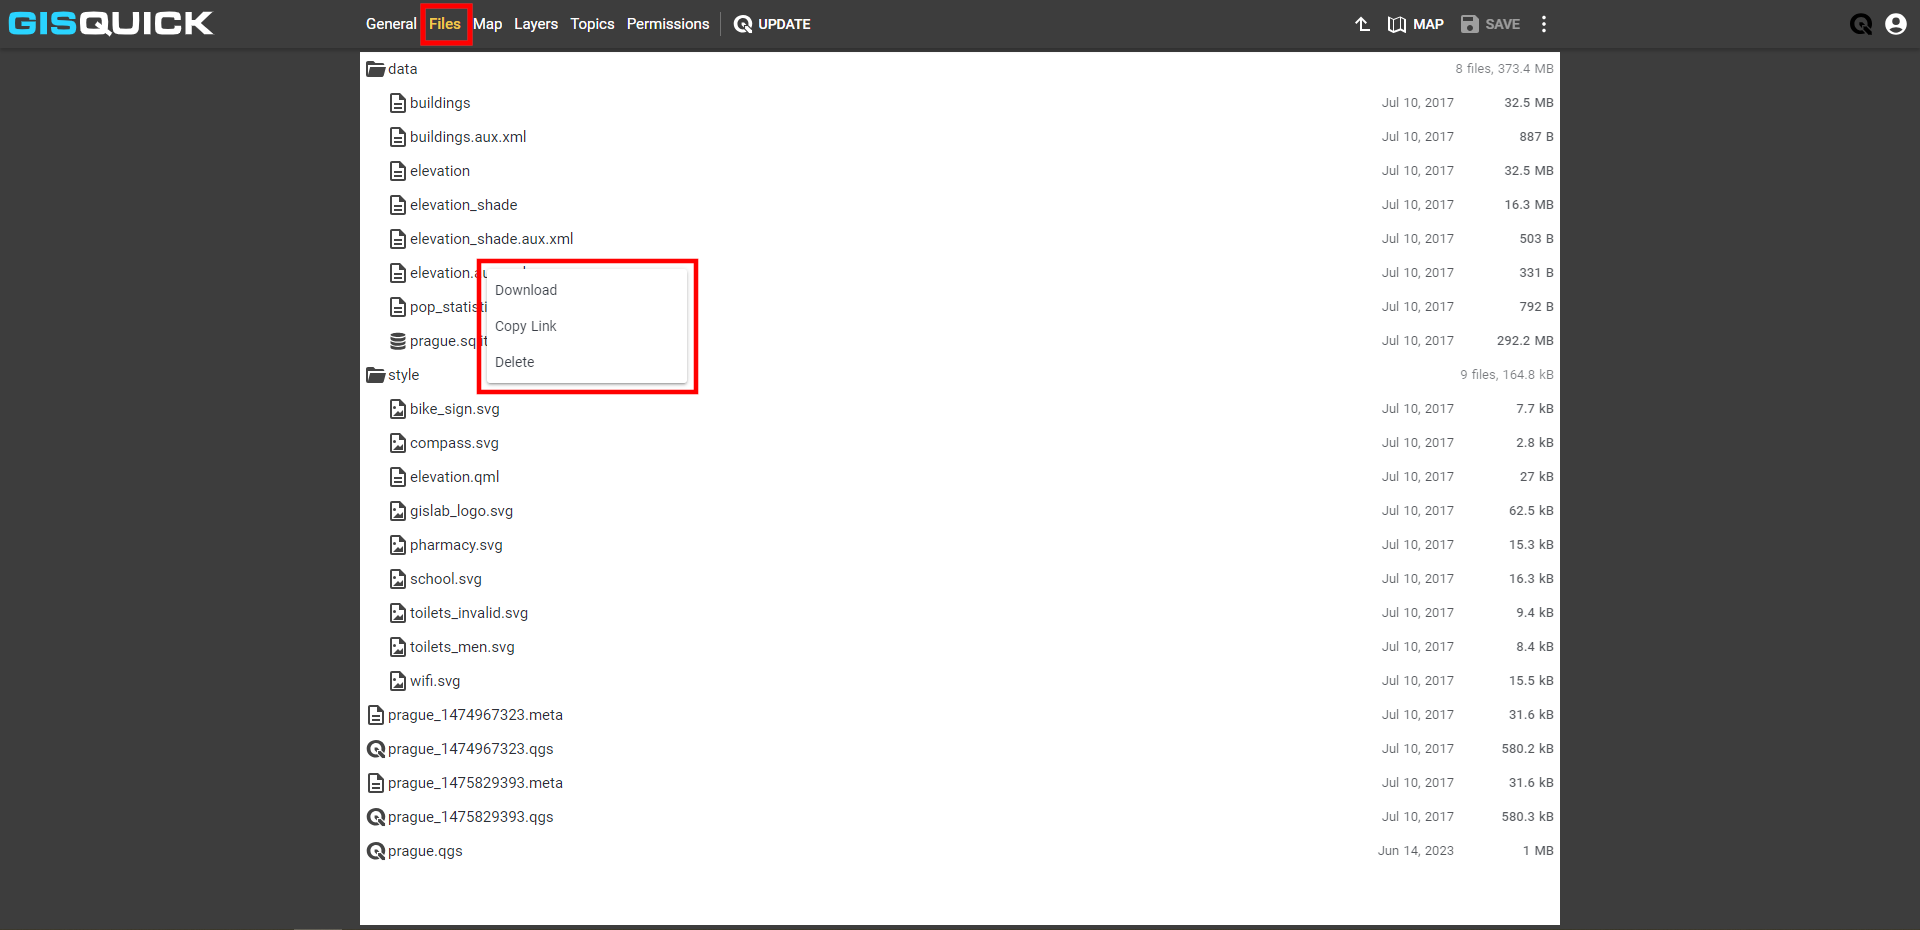 GISQUICK General Files Map Layers Topics Permissions UPDATE MAP SAVE
data 8 files, 373.4 MB
buildings Jul 10, 2017 32.5 MB
buildings.aux.xml Jul 10, 2017 887 B
elevation Jul 10, 2017 32.5 MB
elevation_shade Jul 10, 2017 16.3 MB
elevation_shade.aux.xml Jul 10, 2017 503 B
elevation.au Jul 10, 2017 331 B
Download
pop_statisti Jul 10, 2017 792 B
Copy Link
prague.sqlit Jul 10, 2017 292.2 MB
Delete
style 9 files, 164.8 kB
bike_sign.svg Jul 10, 2017 7.7 kB
compass.svg Jul 10, 2017 2.8 kB
elevation.qml Jul 10, 2017 27 kB
gislab_logo.svg Jul 10, 2017 62.5 kB
pharmacy.svg Jul 10, 2017 15.3 kB
school.svg Jul 10, 2017 16.3 kB
toilets_invalid.svg Jul 10, 2017 9.4 kB
toilets_men.svg Jul 10, 2017 8.4 kB
wifi.svg Jul 10, 2017 15.5 kB
prague_1474967323.meta Jul 10, 2017 31.6 kB
prague_1474967323.qgs Jul 10, 2017 580.2 kB
prague_1475829393.meta Jul 10, 2017 31.6 kB
prague_1475829393.qgs Jul 10, 2017 580.3 kB
prague.qgs Jun 14, 2023 1 MB